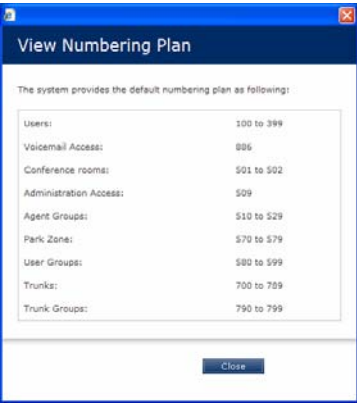 View Numbering Plan
The system provides the default numbering plan as following:
Users: 100 to 399
Voicemail Access: 886
Conference rooms: 501 to 502
Administration Access: 509
Agent Groups: 510 to 529
Park Zone: 570 to 579
User Groups: 580 to 599
Trunks: 700 to 789
Trunk Groups: 790 to 799
Close